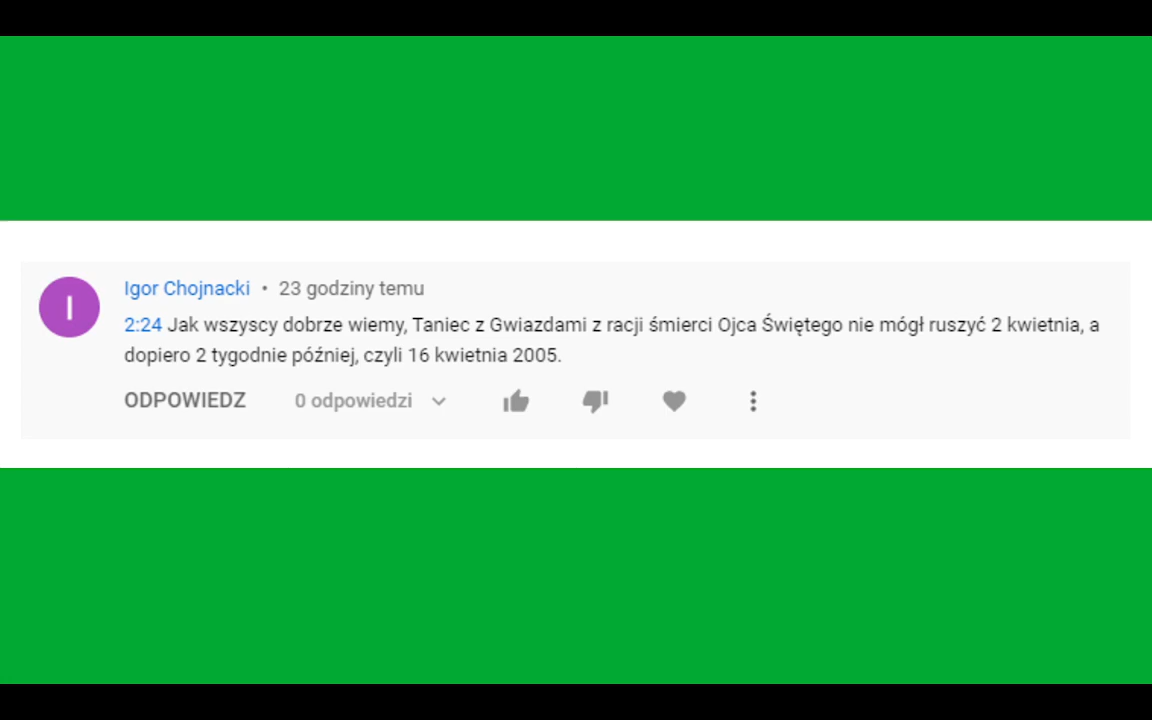 I
Igor Chojnacki • 23 godziny temu
2:24 Jak wszyscy dobrze wiemy, Taniec z Gwiazdami z racji śmierci Ojca Świętego nie mógł ruszyć 2 kwietnia, a
dopiero 2 tygodnie później, czyli 16 kwietnia 2005.
ODPOWIEDZ 0 odpowiedzi